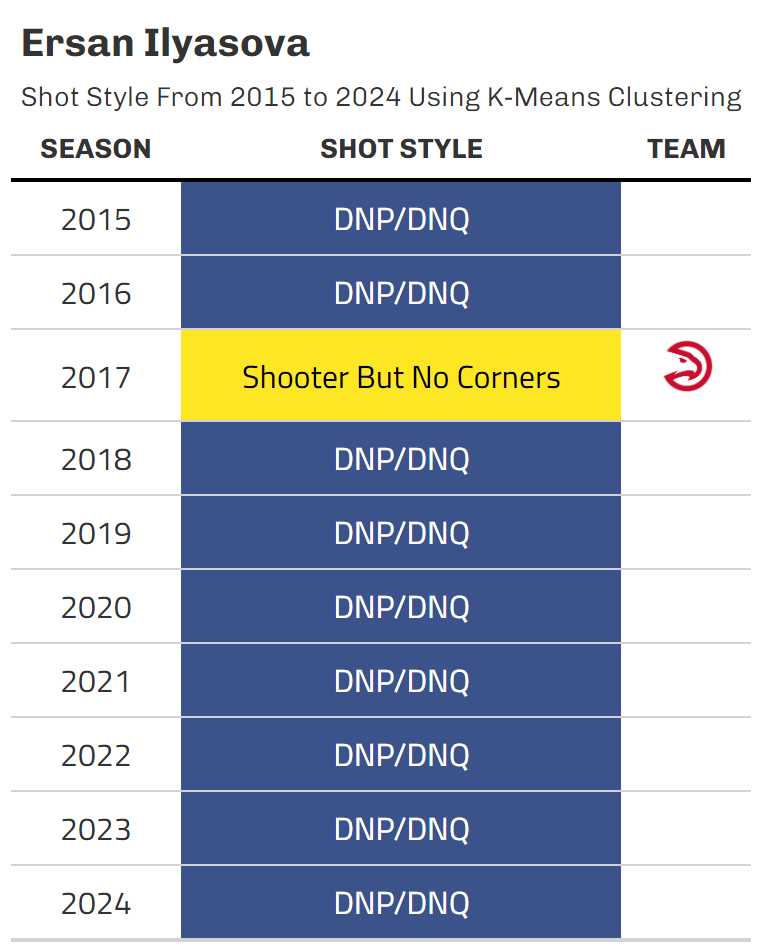 Ersan Ilyasova
Shot Style From 2015 to 2024 Using K-Means Clustering
SEASON SHOT STYLE TEAM
2015 DNP/DNQ
2016 DNP/DNQ
2017 Shooter But No Corners
2018 DNP/DNQ
2019 DNP/DNQ
2020 DNP/DNQ
2021 DNP/DNQ
2022 DNP/DNQ
2023 DNP/DNQ
2024 DNP/DNQ